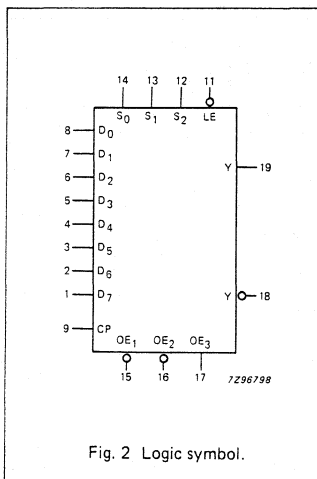 14 13 12 11
S0 S1 S2 LE
8 D0
7 D1
Y 19
6 D2
5 D3
4 D4
3 D5
2 D6
1 D7
Y 18
9 CP
OE1 OE2 OE3
15 16 17
7Z96798
Fig. 2 Logic symbol.